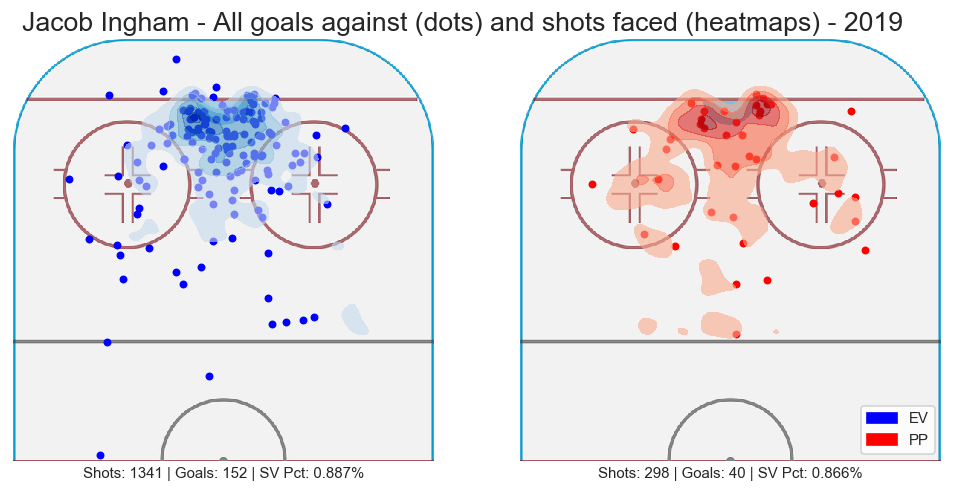 Jacob Ingham - All goals against (dots) and shots faced (heatmaps) - 2019
EV
PP
Shots: 1341 | Goals: 152 | SV Pct: 0.887%
Shots: 298 | Goals: 40 | SV Pct: 0.866%